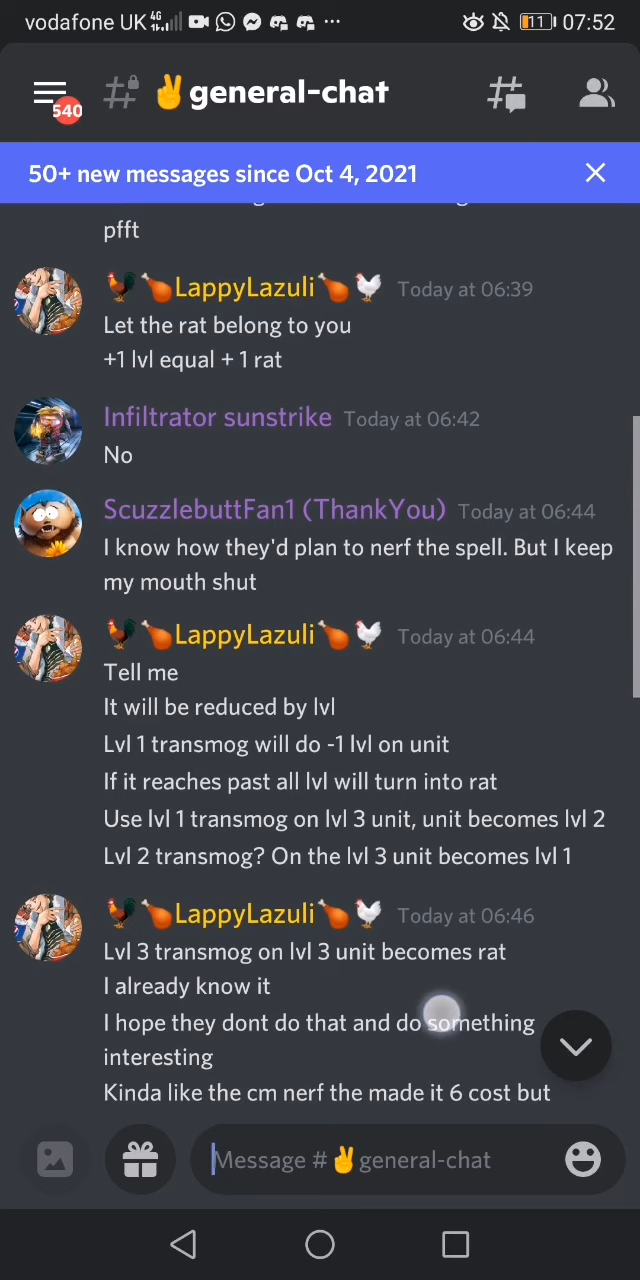 vodafone UK 4G 11 07:52
540 # ✌general-chat
50+ new messages since Oct 4, 2021
pfft
🐓🍗LappyLazuli🍗🐔 Today at 06:39
Let the rat belong to you
+1 lvl equal + 1 rat
Infiltrator sunstrike Today at 06:42
No
ScuzzlebuttFan1 (ThankYou) Today at 06:44
I know how they'd plan to nerf the spell. But I keep
my mouth shut
🐓🍗LappyLazuli🍗🐔 Today at 06:44
Tell me
It will be reduced by lvl
Lvl 1 transmog will do -1 lvl on unit
If it reaches past all lvl will turn into rat
Use lvl 1 transmog on lvl 3 unit, unit becomes lvl 2
Lvl 2 transmog? On the lvl 3 unit becomes lvl 1
🐓🍗LappyLazuli🍗🐔 Today at 06:46
Lvl 3 transmog on lvl 3 unit becomes rat
I already know it
I hope they dont do that and do something
interesting
Kinda like the cm nerf the made it 6 cost but
Message #✌general-chat